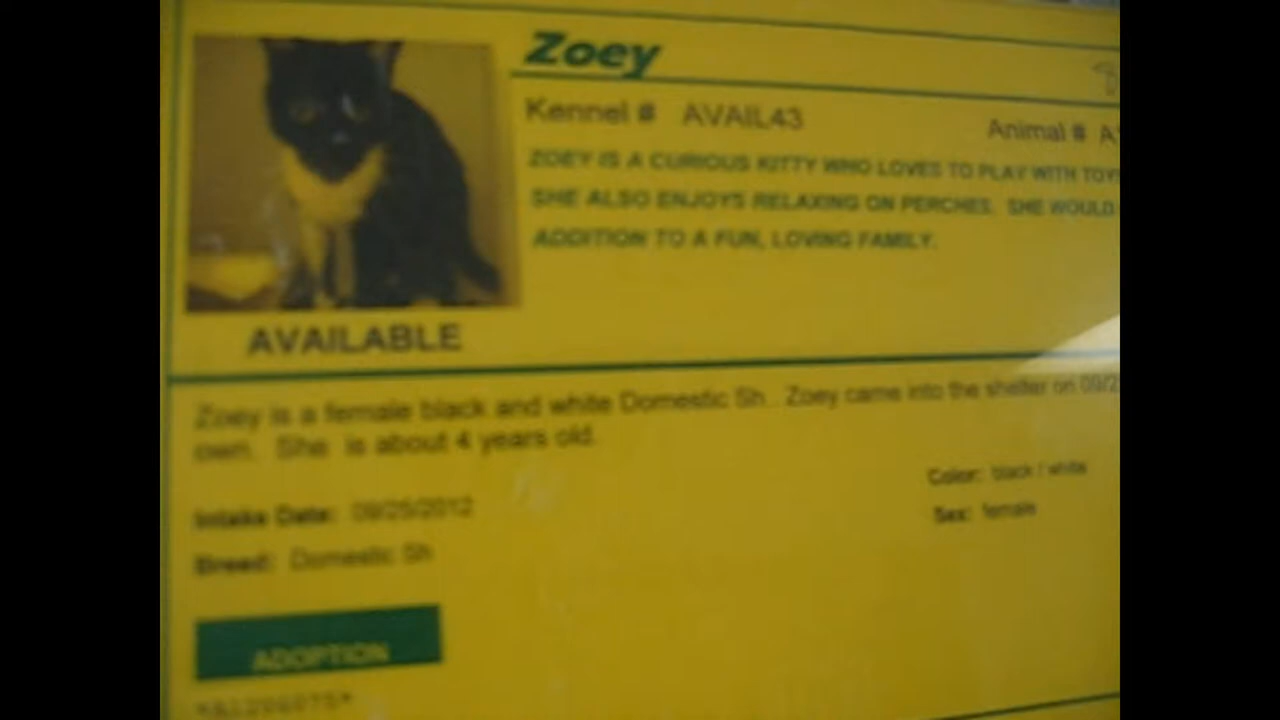 Zoey
Kennel # AVAIL43
Animal #
ZOEY IS A CURIOUS KITTY WHO LOVES TO PLAY WITH
SHE ALSO ENJOYS RELAXING ON PERCHES. SHE WOULD
ADDITION TO A FUN, LOVING FAMILY.
AVAILABLE
Zoey is a female black and white Domestic Sh.. Zoey came into the shelter on
own. She is about 4 years old.
Color: black / white
Intake Date: 09/25/2012
Sex: female
Breed: Domestic Sh
ADOPTION